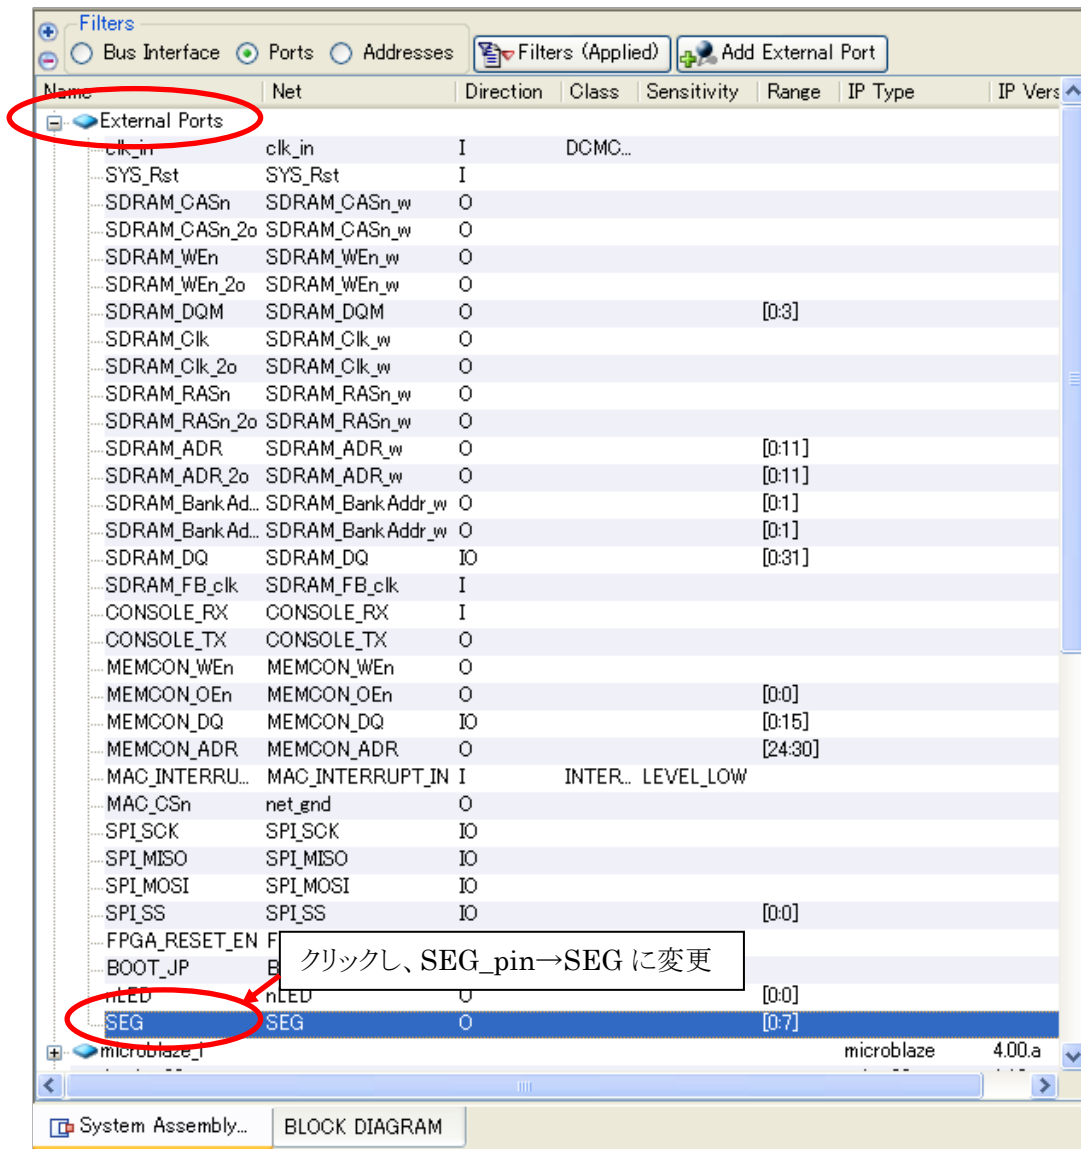 Filters
Bus Interface Ports Addresses Filters (Applied) Add External Port
Name Net Direction Class Sensitivity Range IP Type IP Vers
External Ports
clk_in clk_in I DCMC...
SYS_Rst SYS_Rst I
SDRAM_CASn SDRAM_CASn_w O
SDRAM_CASn_2o SDRAM_CASn_w O
SDRAM_WEn SDRAM_WEn_w O
SDRAM_WEn_2o SDRAM_WEn_w O
SDRAM_DQM SDRAM_DQM O [0:3]
SDRAM_Clk SDRAM_Clk_w O
SDRAM_Clk_2o SDRAM_Clk_w O
SDRAM_RASn SDRAM_RASn_w O
SDRAM_RASn_2o SDRAM_RASn_w O
SDRAM_ADR SDRAM_ADR_w O [0:11]
SDRAM_ADR_2o SDRAM_ADR_w O [0:11]
SDRAM_BankAd... SDRAM_BankAddr_w O [0:1]
SDRAM_BankAd... SDRAM_BankAddr_w O [0:1]
SDRAM_DQ SDRAM_DQ IO [0:31]
SDRAM_FB_clk SDRAM_FB_clk I
CONSOLE_RX CONSOLE_RX I
CONSOLE_TX CONSOLE_TX O
MEMCON_WEn MEMCON_WEn O
MEMCON_OEn MEMCON_OEn O [0:0]
MEMCON_DQ MEMCON_DQ IO [0:15]
MEMCON_ADR MEMCON_ADR O [24:30]
MAC_INTERRU... MAC_INTERRUPT_IN I INTER... LEVEL_LOW
MAC_CSn net_gnd O
SPI_SCK SPI_SCK IO
SPI_MISO SPI_MISO IO
SPI_MOSI SPI_MOSI IO
SPI_SS SPI_SS IO [0:0]
FPGA_RESET_EN F
クリックし、SEG_pin→SEG に変更
BOOT_JP B
nLED nLED O [0:0]
SEG SEG O [0:7]
microblaze_i microblaze 4.00.a
System Assembly... BLOCK DIAGRAM